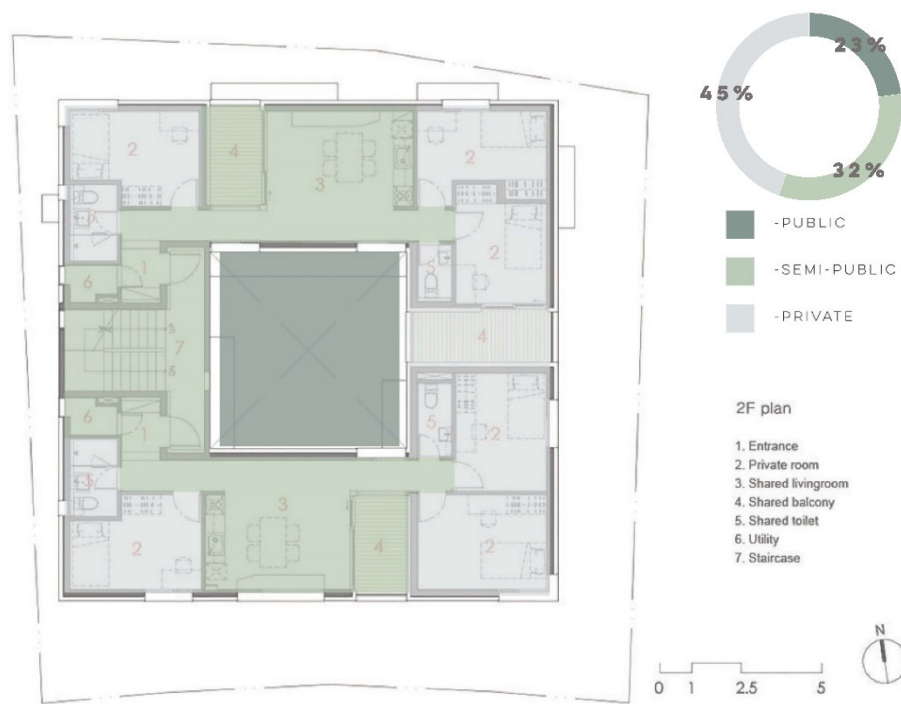 23%
45%
32%
-PUBLIC
-SEMI-PUBLIC
-PRIVATE
2F plan
1. Entrance
2. Private room
3. Shared livingroom
4. Shared balcony
5. Shared toilet
6. Utility
7. Staircase
N
0 1 2.5 5
2
4
3
2
5
6
1
5
2
7
4
6
1
5
2
5
3
2
4
2